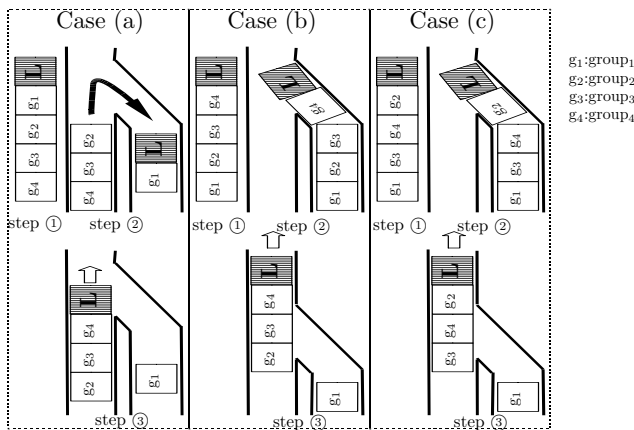 Case (a)
L
g₁
g₂
g₃
g₄
g₂
g₃
g₄
L
g₁
step ①
step ②
L
g₄
g₃
g₂
g₁
step ③
Case (b)
L
g₄
g₃
g₂
g₁
L
g₄
g₃
g₂
g₁
step ①
step ②
L
g₄
g₃
g₂
g₁
step ③
Case (c)
L
g₂
g₄
g₃
g₁
L
g₂
g₄
g₃
g₁
step ①
step ②
L
g₂
g₄
g₃
g₁
step ③
g₁:group₁
g₂:group₂
g₃:group₃
g₄:group₄